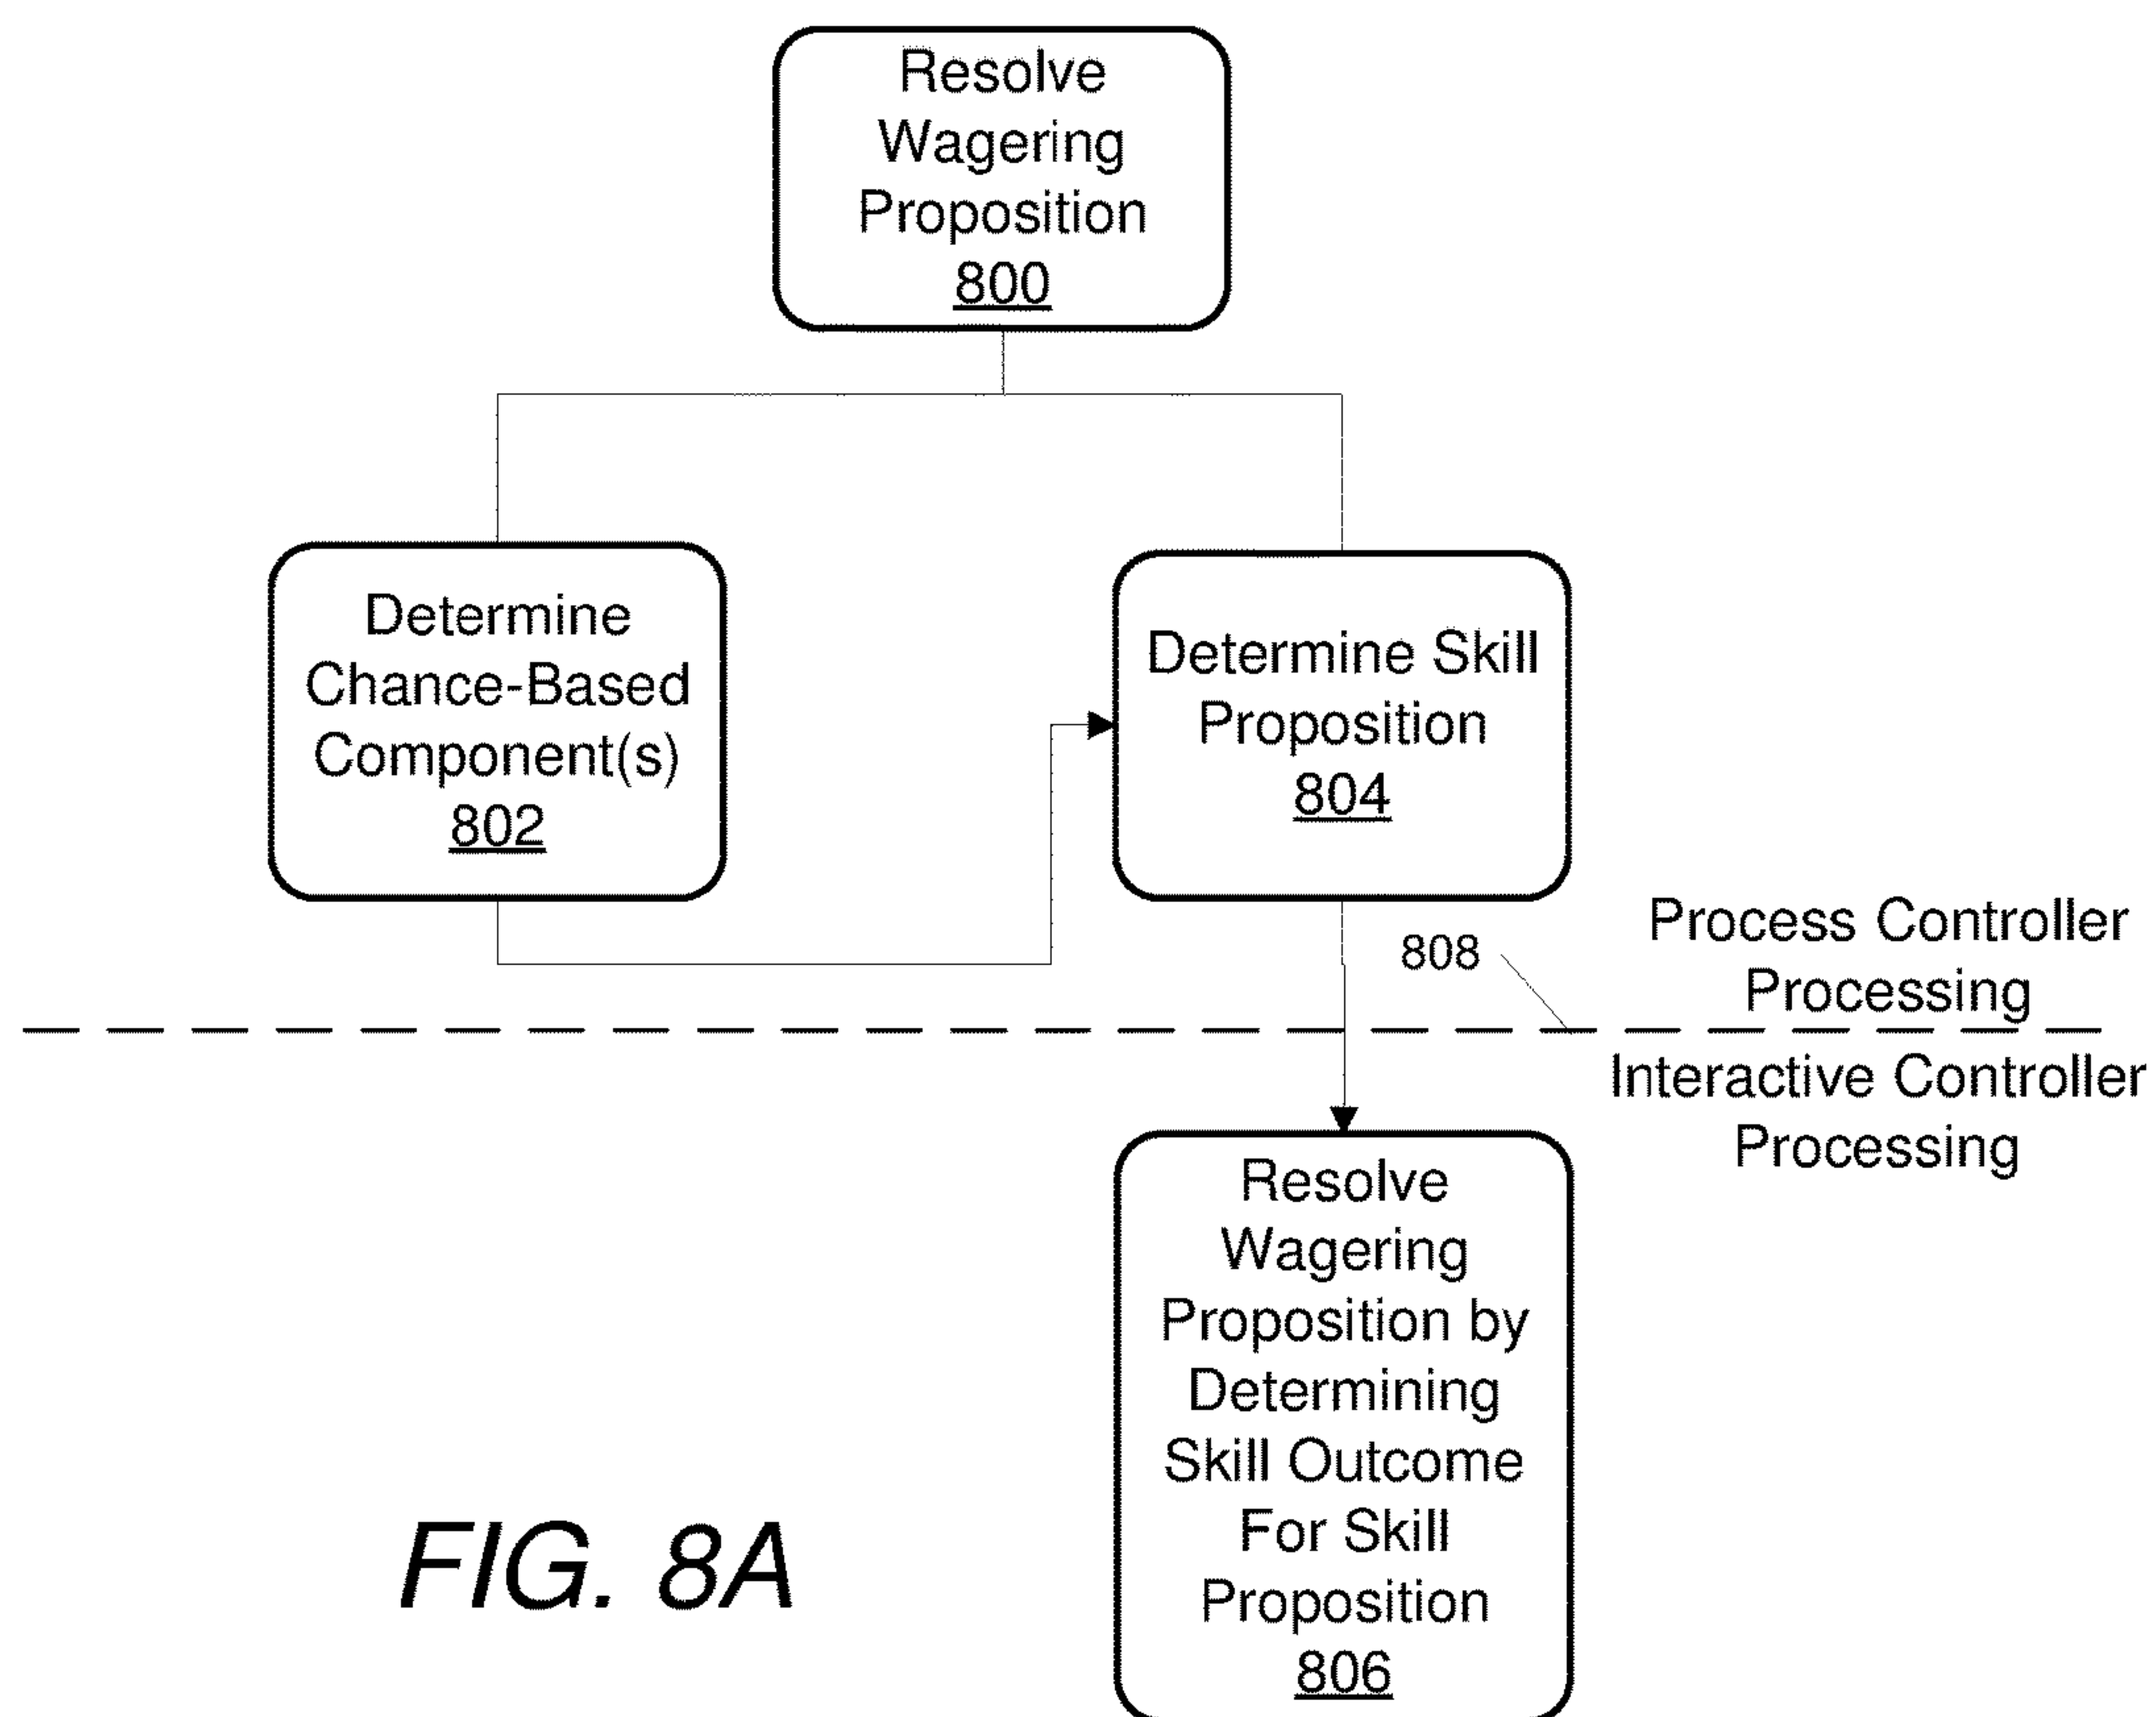 Resolve
Wagering
Proposition
800
Determine
Chance-Based
Component(s)
802
Determine Skill
Proposition
804
808
Process Controller
Processing
Interactive Controller
Processing
Resolve
Wagering
Proposition by
Determining
Skill Outcome
For Skill
Proposition
806
FIG. 8A